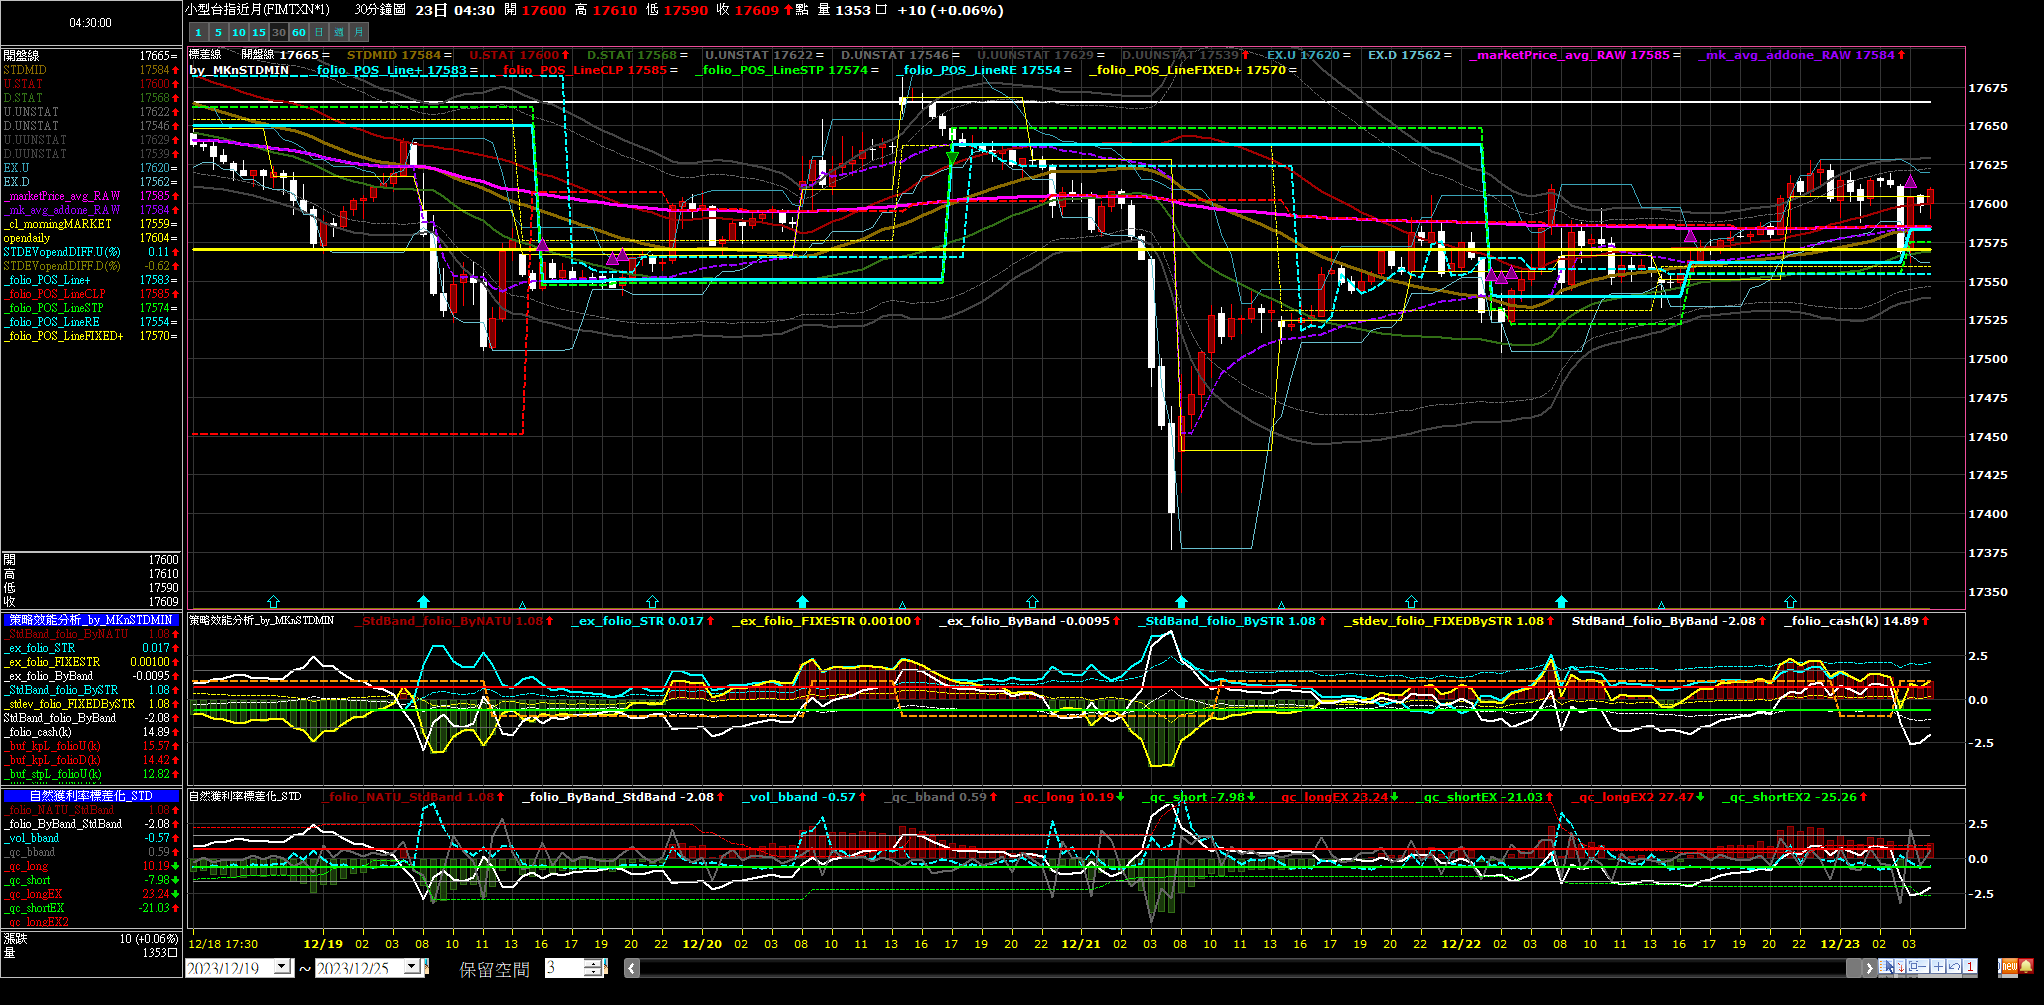 04:30:00
小型台指近月(FIMTXN*1) 30分鐘圖 23日 04:30 開 17600 高 17610 低 17590 收 17609 ↑ 點 量 1353 口 +10 (+0.06%)
1 5 10 15 30 60 日 週 月
標差線 開盤線 17665 = STDMID 17584 = U.STAT 17600 ↑ D.STAT 17568 = U.UNSTAT 17622 = D.UNSTAT 17546 = U.UUNSTAT 17629 = D.UUNSTAT 17539 ↑ EX.U 17620 = EX.D 17562 = _marketPrice_avg_RAW 17585 = _mk_avg_addone_RAW 17584 ↑
by_MKnSTDMIN _folio_POS_Line+ 17583 = _folio_POS_LineCLP 17585 = _folio_POS_LineSTP 17574 = _folio_POS_LineRE 17554 = _folio_POS_LineFIXED+ 17570 =
開盤線 17665=
STDMID 17584↑
U.STAT 17600↑
D.STAT 17568↑
U.UNSTAT 17622↑
D.UNSTAT 17546↑
U.UUNSTAT 17629↑
D.UUNSTAT 17539↑
EX.U 17620=
EX.D 17562=
_marketPrice_avg_RAW 17585↑
_mk_avg_addone_RAW 17584↑
_cl_morningMARKET 17559=
opendaily 17604=
STDEVopendDIFF.U(%) 0.11↑
STDEVopendDIFF.D(%) -0.62↑
_folio_POS_Line+ 17583=
_folio_POS_LineCLP 17585↑
_folio_POS_LineSTP 17574=
_folio_POS_LineRE 17554=
_folio_POS_LineFIXED+ 17570=
開 17600
高 17610
低 17590
收 17609
17675
17650
17625
17600
17575
17550
17525
17500
17475
17450
17425
17400
17375
17350
策略效能分析_by_MKnSTDMIN
_StdBand_folio_ByNATU 1.08↑
_ex_folio_STR 0.017↑
_ex_folio_FIXESTR 0.00100↑
_ex_folio_ByBand -0.0095↑
_StdBand_folio_BySTR 1.08↑
_stdev_folio_FIXEDBySTR 1.08↑
StdBand_folio_ByBand -2.08↑
_folio_cash(k) 14.89↑
_buf_kpL_folioU(k) 15.57↑
_buf_kpL_folioD(k) 14.42↑
_buf_stpL_folioU(k) 12.82↑
策略效能分析_by_MKnSTDMIN _StdBand_folio_ByNATU 1.08 ↑ _ex_folio_STR 0.017 ↑ _ex_folio_FIXESTR 0.00100 ↑ _ex_folio_ByBand -0.0095 ↑ _StdBand_folio_BySTR 1.08 ↑ _stdev_folio_FIXEDBySTR 1.08 ↑ StdBand_folio_ByBand -2.08 ↑ _folio_cash(k) 14.89 ↑
2.5
0.0
-2.5
自然獲利率標差化_STD
_folio_NATU_StdBand 1.08↑
_folio_ByBand_StdBand -2.08↑
_vol_bband -0.57↑
_qc_bband 0.59↑
_qc_long 10.19↓
_qc_short -7.98↓
_qc_longEX 23.24↓
_qc_shortEX -21.03↑
_qc_longEX2
自然獲利率標差化_STD _folio_NATU_StdBand 1.08 ↑ _folio_ByBand_StdBand -2.08 ↑ _vol_bband -0.57 ↑ _qc_bband 0.59 ↑ _qc_long 10.19 ↓ _qc_short -7.98 ↓ _qc_longEX 23.24 ↓ _qc_shortEX -21.03 ↑ _qc_longEX2 27.47 ↓ _qc_shortEX2 -25.26 ↑
2.5
0.0
-2.5
漲跌 10 (+0.06%)
量 1353口
12/18 17:30 12/19 02 03 08 10 11 13 16 17 19 20 22 12/20 02 03 08 10 11 13 16 17 19 20 22 12/21 02 03 08 10 11 13 16 17 19 20 22 12/22 02 03 08 10 11 13 16 17 19 20 22 12/23 02 03
2023/12/19 ~ 2023/12/25 保留空間 3
1
new